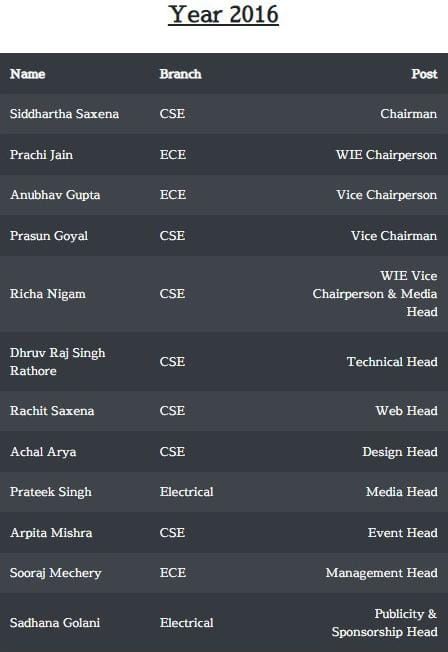 Year 2016
Name Branch Post
Siddhartha Saxena CSE Chairman
Prachi Jain ECE WIE Chairperson
Anubhav Gupta ECE Vice Chairperson
Prasun Goyal CSE Vice Chairman
Richa Nigam CSE WIE Vice
Chairperson & Media
Head
Dhruv Raj Singh
Rathore CSE Technical Head
Rachit Saxena CSE Web Head
Achal Arya CSE Design Head
Prateek Singh Electrical Media Head
Arpita Mishra CSE Event Head
Sooraj Mechery ECE Management Head
Sadhana Golani Electrical Publicity &
Sponsorship Head